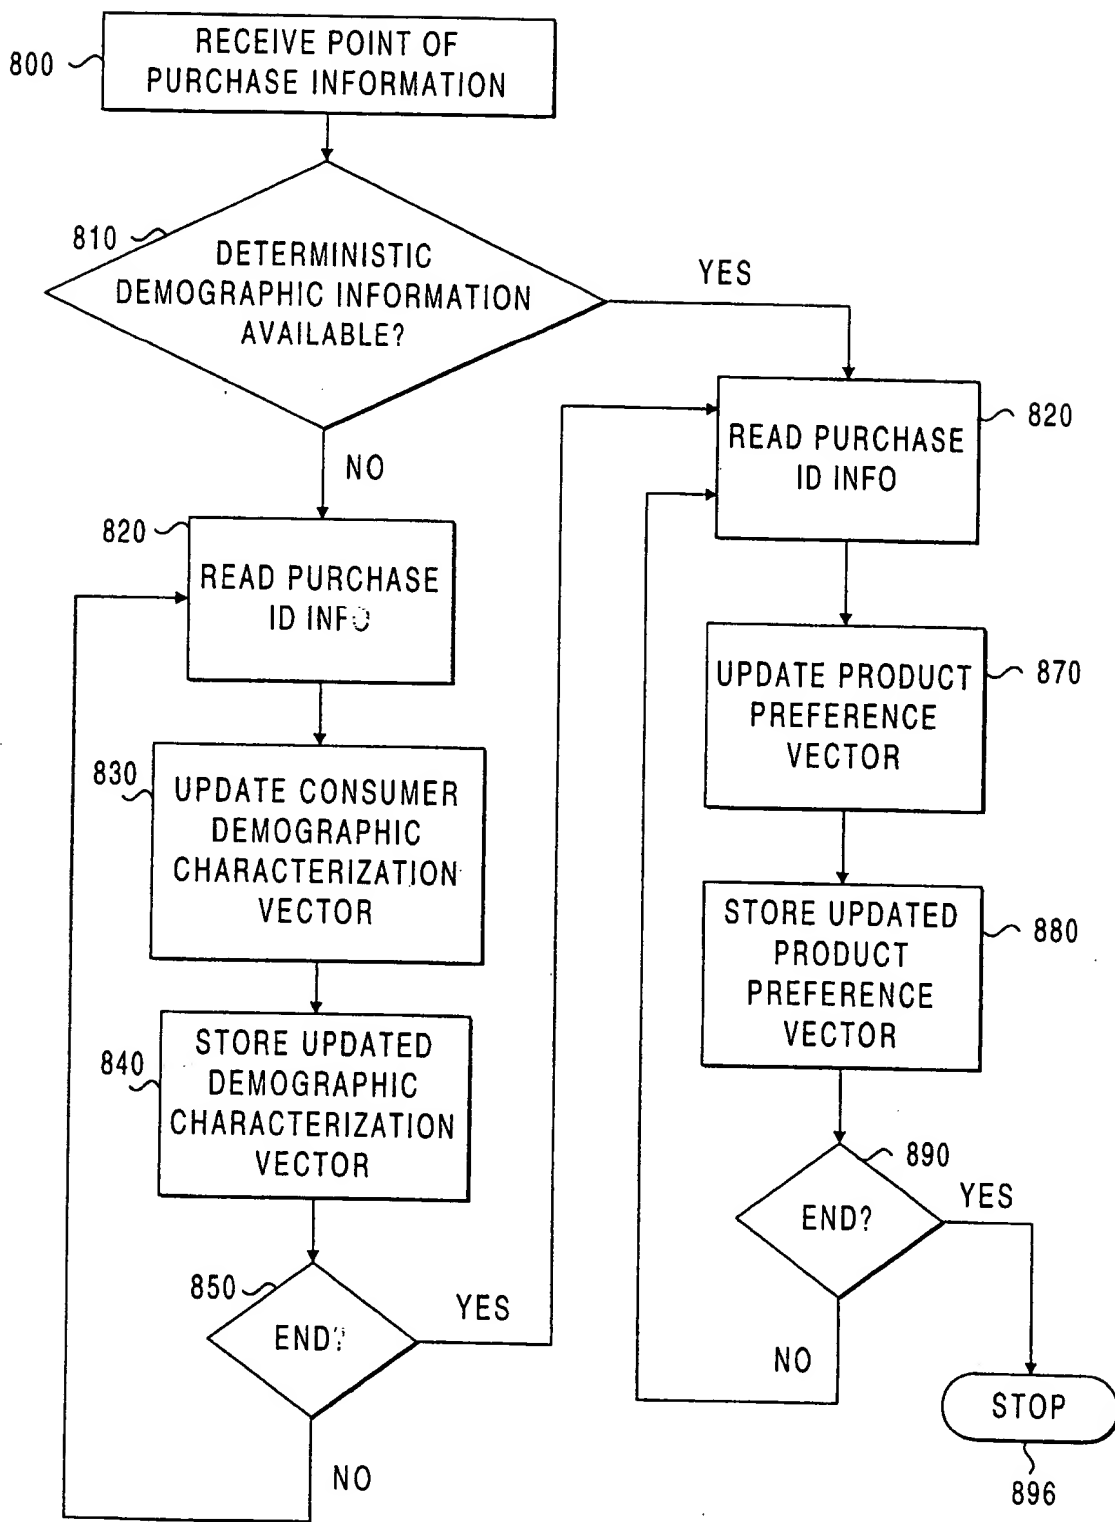 800
RECEIVE POINT OF
PURCHASE INFORMATION
810
DETERMINISTIC
DEMOGRAPHIC INFORMATION
AVAILABLE?
YES
NO
820
READ PURCHASE
ID INFO
830
UPDATE CONSUMER
DEMOGRAPHIC
CHARACTERIZATION
VECTOR
840
STORE UPDATED
DEMOGRAPHIC
CHARACTERIZATION
VECTOR
850
END?
YES
NO
820
READ PURCHASE
ID INFO
870
UPDATE PRODUCT
PREFERENCE
VECTOR
880
STORE UPDATED
PRODUCT
PREFERENCE
VECTOR
890
END?
YES
NO
STOP
896